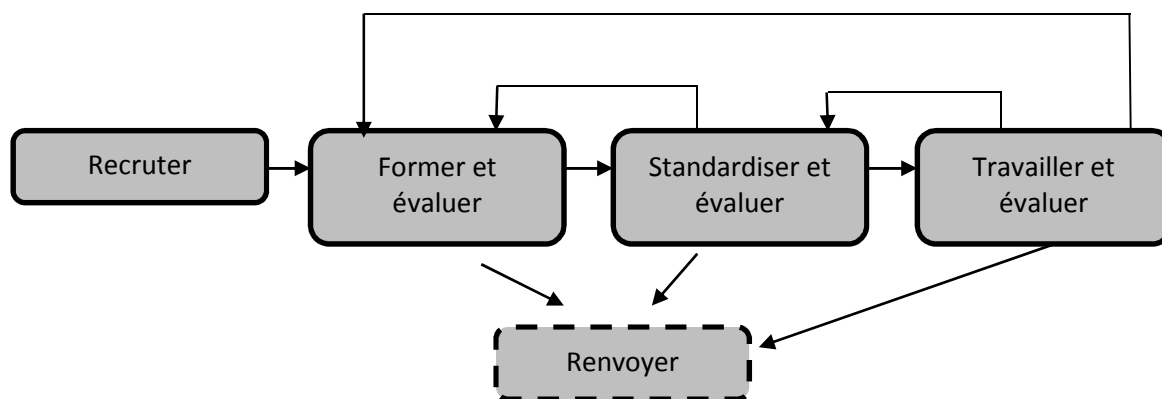 Recruter
Former et
évaluer
Standardiser et
évaluer
Travailler et
évaluer
Renvoyer